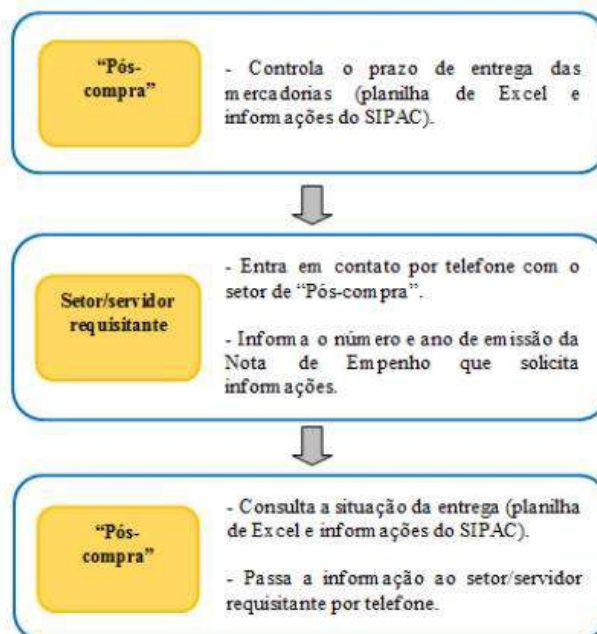 “Pós-
compra”
- Controla o prazo de entrega das
mercadorias (planilha de Excel e
informações do SIPAC).
Setor/servidor
requisitante
- Entra em contato por telefone com o
setor de “Pós-compra”.
- Informa o número e ano de emissão da
Nota de Empenho que solicita
informações.
“Pós-
compra”
- Consulta a situação da entrega (planilha
de Excel e informações do SIPAC).
- Passa a informação ao setor/servidor
requisitante por telefone.